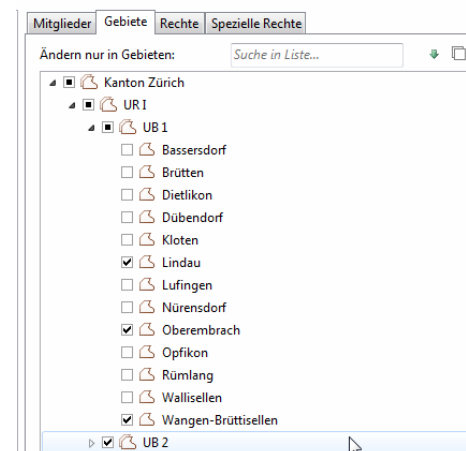 Mitglieder Gebiete Rechte Spezielle Rechte
Ändern nur in Gebieten: Suche in Liste...
Kanton Zürich
UR I
UB 1
Bassersdorf
Brütten
Dietlikon
Dübendorf
Kloten
Lindau
Lufingen
Nürensdorf
Oberembrach
Opfikon
Rümlang
Wallisellen
Wangen-Brüttisellen
UB 2